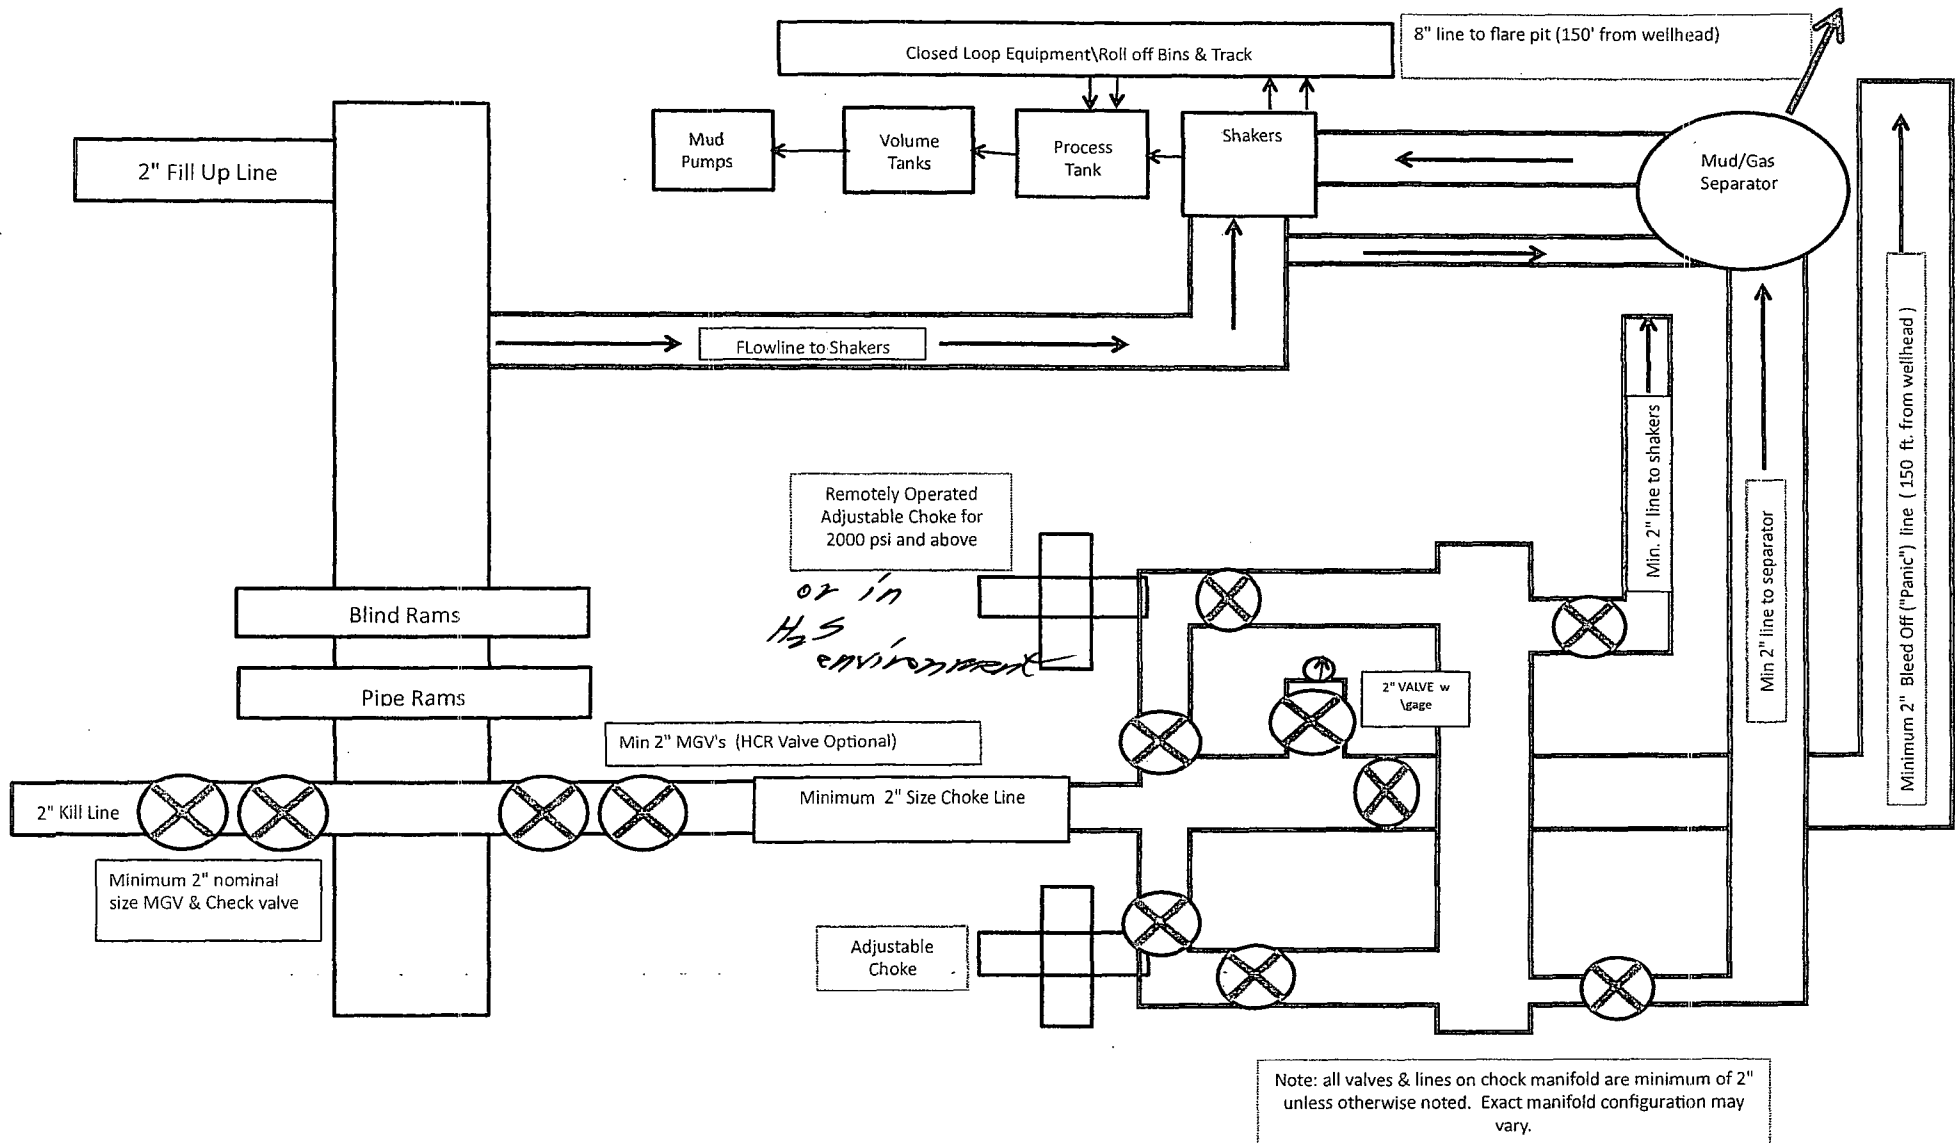 Closed Loop Equipment\Roll off Bins & Track
8" line to flare pit (150' from wellhead)
2" Fill Up Line
Mud
Pumps
Volume
Tanks
Process
Tank
Shakers
Mud/Gas
Separator
FLowline to Shakers
Min. 2" line to shakers
Min 2" line to separator
Minimum 2" Bleed Off ("Panic") line ( 150 ft. from wellhead )
Remotely Operated
Adjustable Choke for
2000 psi and above
or in
H2S
environment
Blind Rams
Pipe Rams
2" VALVE w
\gage
Min 2" MGV's (HCR Valve Optional)
2" Kill Line
Minimum 2" Size Choke Line
Minimum 2" nominal
size MGV & Check valve
Adjustable
Choke
Note: all valves & lines on chock manifold are minimum of 2"
unless otherwise noted. Exact manifold configuration may
vary.